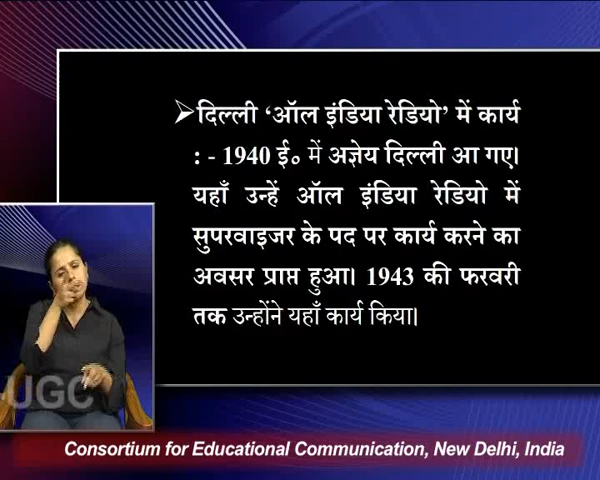 ➢दिल्ली ‘ऑल इंडिया रेडियो’ में कार्य
: - 1940 ई॰ में अज्ञेय दिल्ली आ गए।
यहाँ उन्हें ऑल इंडिया रेडियो में
सुपरवाइजर के पद पर कार्य करने का
अवसर प्राप्त हुआ। 1943 की फरवरी
तक उन्होंने यहाँ कार्य किया।
UGC
Consortium for Educational Communication, New Delhi, India